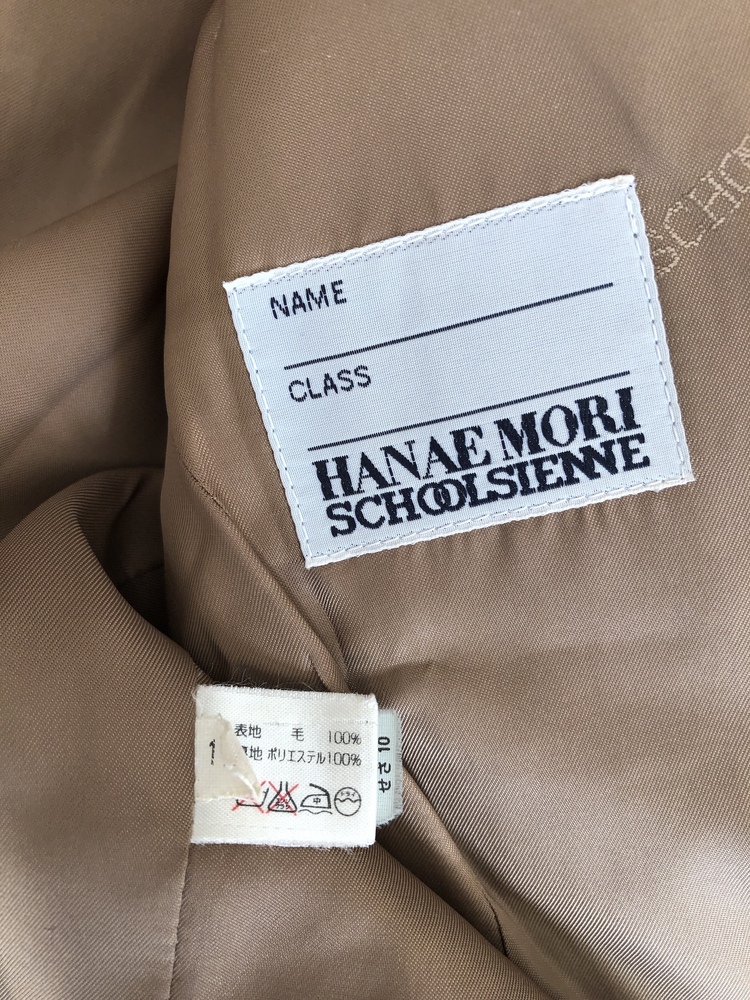 SCHO
NAME
CLASS
HANAE MORI
SCHOOLSIENNE
表地 毛 100%
地 ポリエステル100%
中
ドライ
10